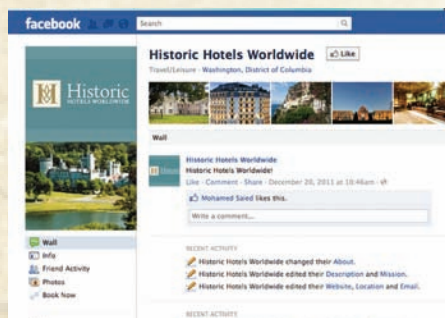 facebook
Search
Historic
HOTELS WORLDWIDE
Historic Hotels Worldwide
Like
Travel/Leisure · Washington, District of Columbia
Wall
Historic Hotels Worldwide
Historic Hotels Worldwide!
Like · Comment · Share · December 20, 2011 at 10:46am
Mohamed Saied likes this.
Write a comment...
RECENT ACTIVITY
Historic Hotels Worldwide changed their About.
Historic Hotels Worldwide edited their Description and Mission.
Historic Hotels Worldwide edited their Website, Location and Email.
RECENT ACTIVITY
Wall
Info
Friend Activity
Photos
Book Now